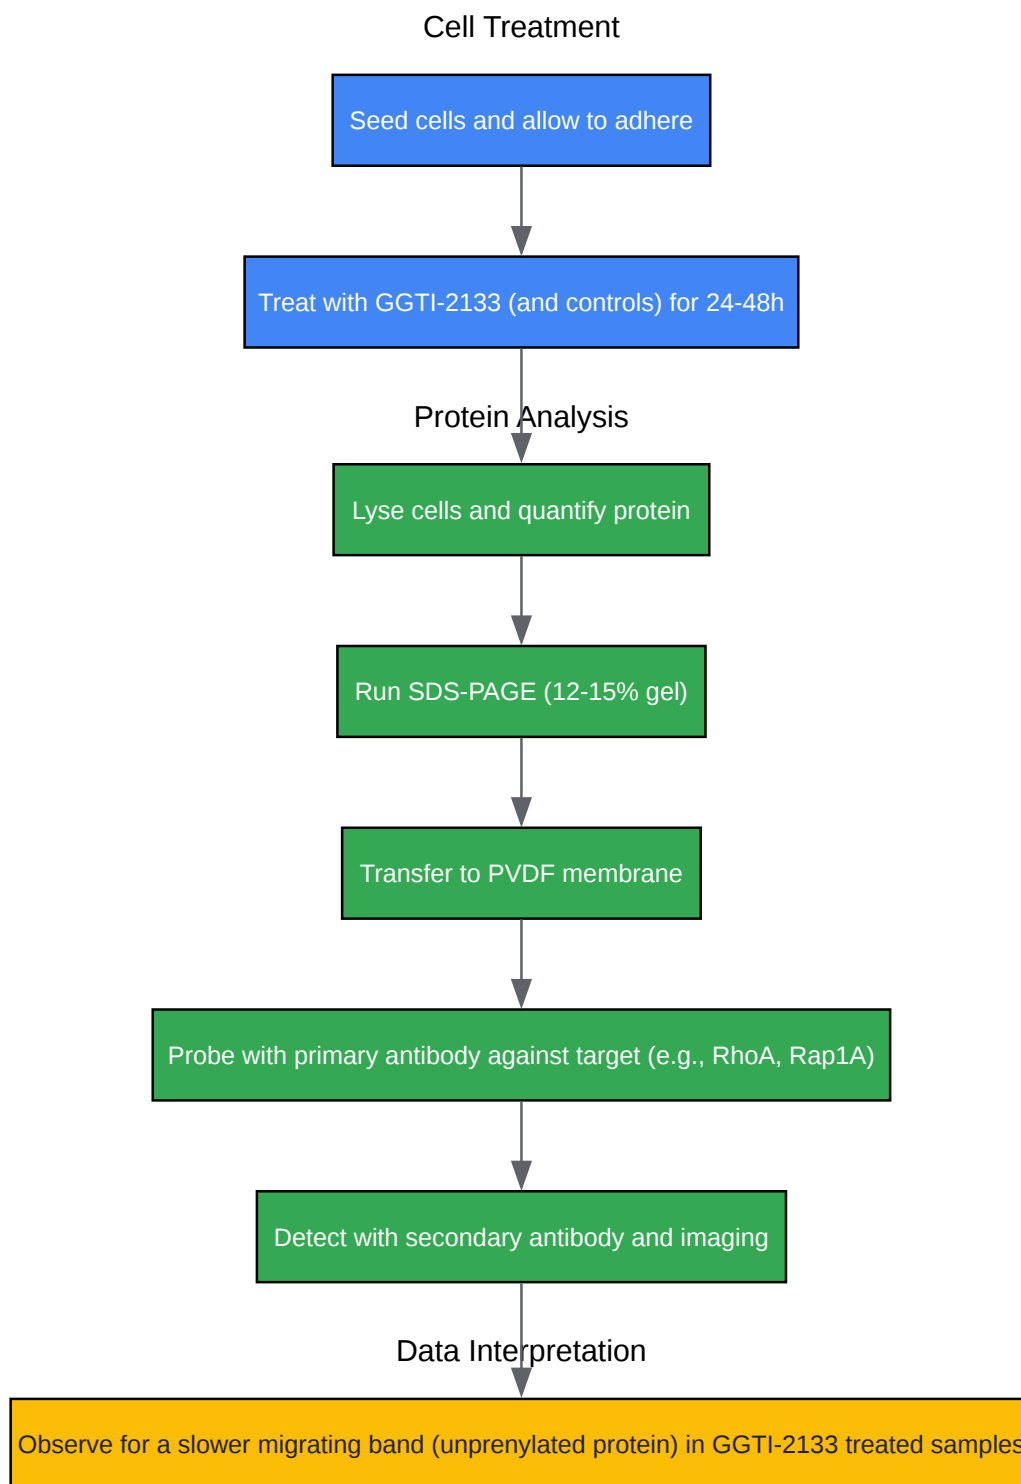 Cell Treatment
Seed cells and allow to adhere
Treat with GGTI-2133 (and controls) for 24-48h
Protein Analysis
Lyse cells and quantify protein
Run SDS-PAGE (12-15% gel)
Transfer to PVDF membrane
Probe with primary antibody against target (e.g., RhoA, Rap1A)
Detect with secondary antibody and imaging
Data Interpretation
Observe for a slower migrating band (unprenylated protein) in GGTI-2133 treated samples